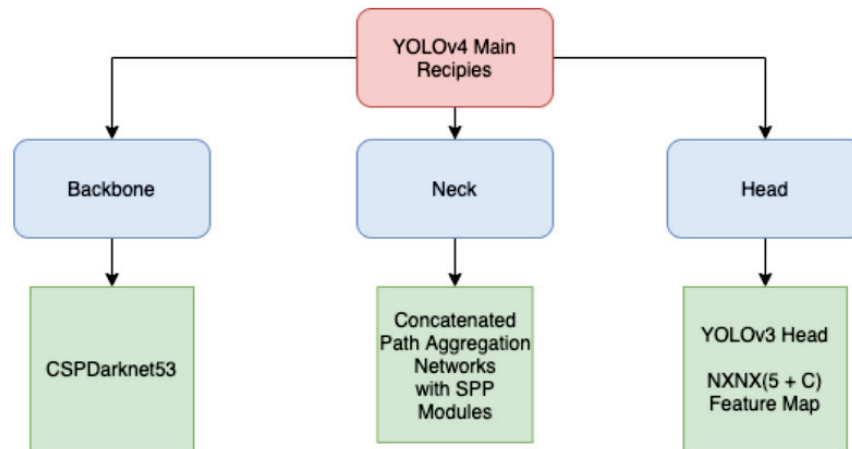 YOLOv4 Main
Recipies
Backbone
Neck
Head
CSPDarknet53
Concatenated
Path Aggregation
Networks
with SPP
Modules
YOLOv3 Head
NXNX(5 + C)
Feature Map